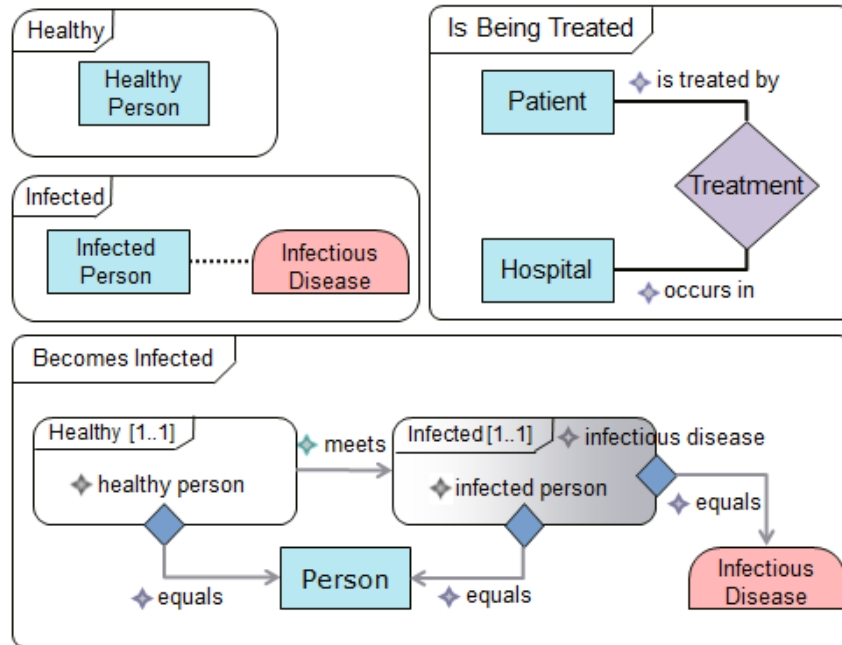 Healthy
Healthy
Person
Infected
Infected
Person
Infectious
Disease
Is Being Treated
Patient
is treated by
Treatment
Hospital
occurs in
Becomes Infected
Healthy [1..1]
healthy person
meets
Infected[1..1]
infectious disease
infected person
equals
Person
equals
equals
Infectious
Disease